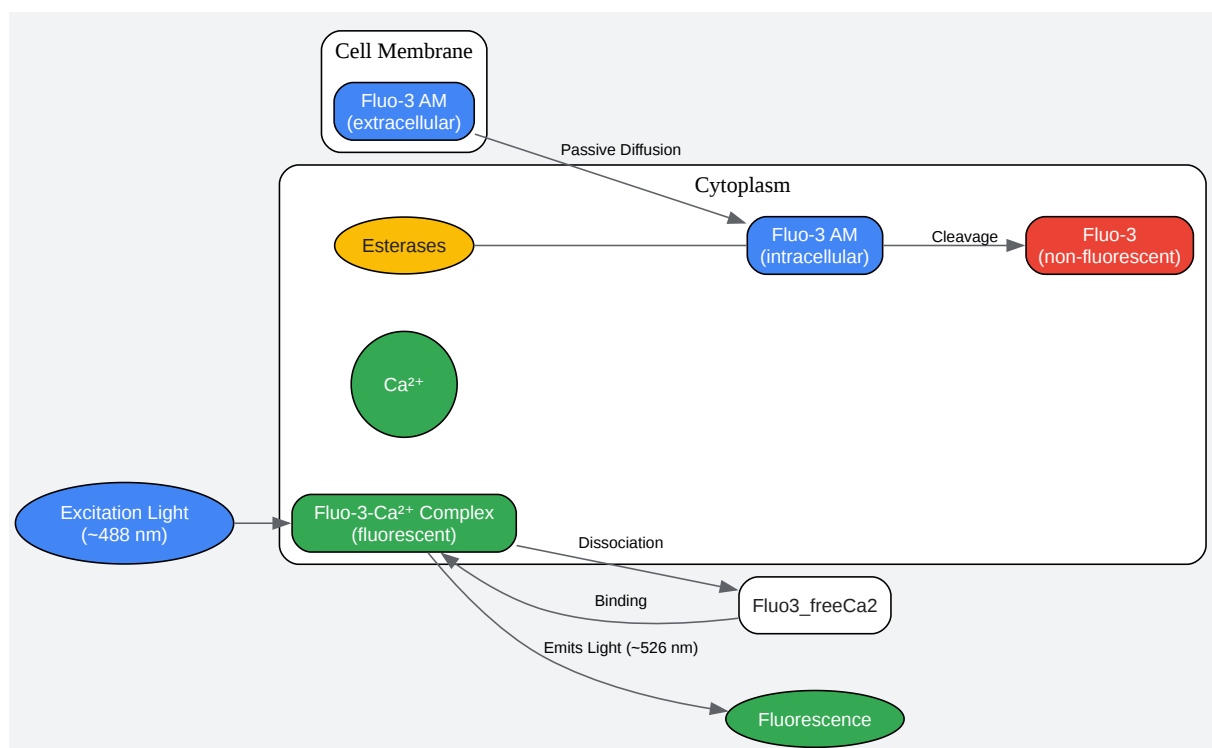 Cell Membrane
Fluo-3 AM
(extracellular)
Passive Diffusion
Cytoplasm
Esterases
Fluo-3 AM
(intracellular)
Cleavage
Fluo-3
(non-fluorescent)
Ca²⁺
Excitation Light
(~488 nm)
Fluo-3-Ca²⁺ Complex
(fluorescent)
Dissociation
Binding
Fluo3_freeCa2
Emits Light (~526 nm)
Fluorescence